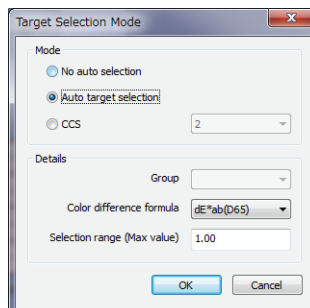 Target Selection Mode
x
Mode
No auto selection
Auto target selection
CCS
2
Details
Group
Color difference formula
dE*ab(D65)
Selection range (Max value)
1.00
OK
Cancel